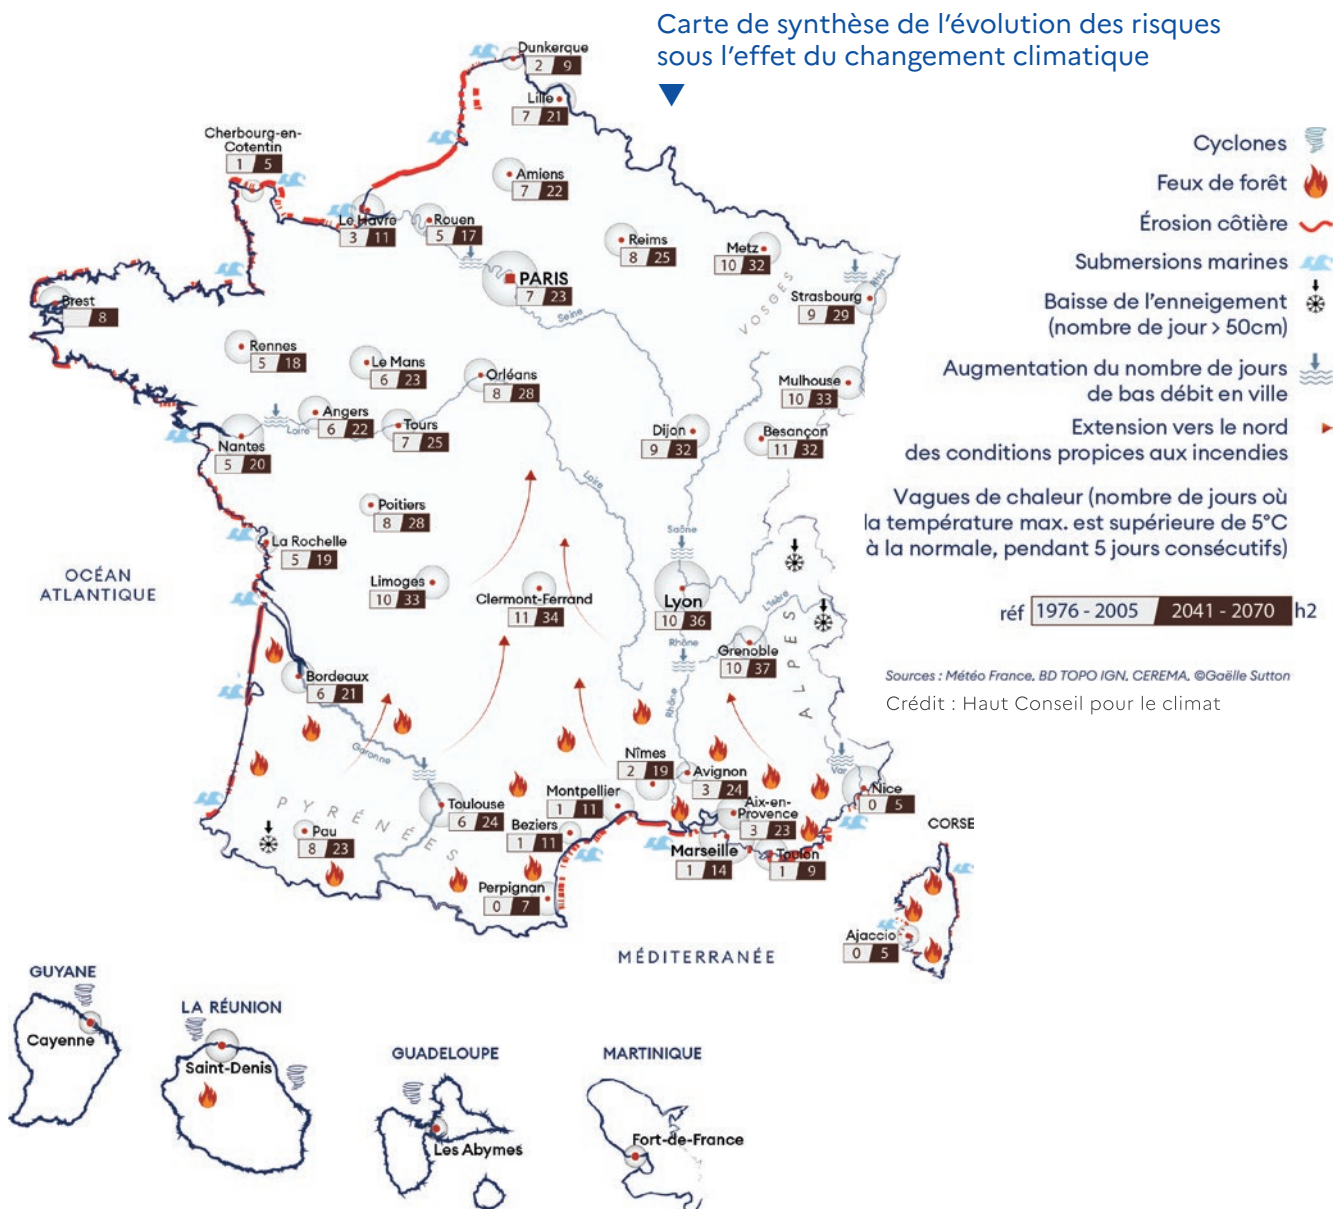 Carte de synthèse de l'évolution des risques
sous l'effet du changement climatique
Dunkerque
2 9
Lille
7 21
Cherbourg-en-
Cotentin
1 5
Amiens
7 22
Le Havre
3 11
Rouen
5 17
Reims
8 25
Metz
10 32
PARIS
7 23
Seine
VOSGES
Rhin
Strasbourg
9 29
Brest
8
Rennes
5 18
Le Mans
6 23
Orléans
8 28
Mulhouse
10 33
Angers
6 22
Loire
Tours
7 25
Nantes
5 20
Dijon
9 32
Besançon
11 32
Loire
Poitiers
8 28
La Rochelle
5 19
Saône
OCÉAN
ATLANTIQUE
Limoges
10 33
Clermont-Ferrand
11 34
Lyon
10 36
L'Isère
Rhône
Grenoble
10 37
ALPES
Bordeaux
6 21
Rhône
Garonne
Nîmes
2 19
Avignon
3 24
Var
Nice
0 5
PYRÉNÉES
Toulouse
6 24
Montpellier
1 11
Aix-en-
Provence
3 23
Pau
8 23
Beziers
1 11
Marseille
1 14
Toulon
1 9
CORSE
Perpignan
0 7
Ajaccio
0 5
MÉDITERRANÉE
Cyclones
Feux de forêt
Érosion côtière
Submersions marines
Baisse de l'enneigement
(nombre de jour > 50cm)
Augmentation du nombre de jours
de bas débit en ville
Extension vers le nord
des conditions propices aux incendies
Vagues de chaleur (nombre de jours où
la température max. est supérieure de 5°C
à la normale, pendant 5 jours consécutifs)
réf 1976 - 2005 2041 - 2070 h2
Sources : Météo France, BD TOPO IGN, CEREMA. ©Gaëlle Sutton
Crédit : Haut Conseil pour le climat
GUYANE
Cayenne
LA RÉUNION
Saint-Denis
GUADELOUPE
Les Abymes
MARTINIQUE
Fort-de-France